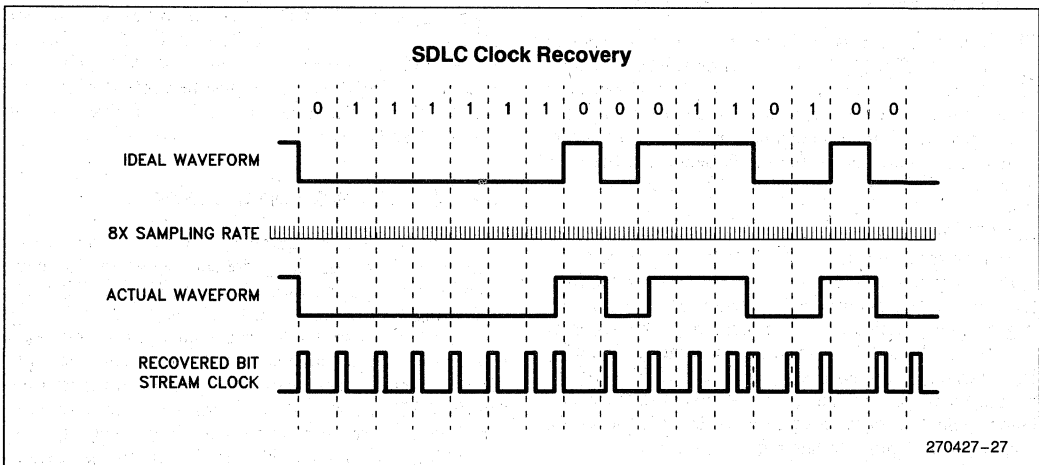 SDLC Clock Recovery
0 1 1 1 1 1 1 0 0 0 1 1 0 1 0 0
IDEAL WAVEFORM
8X SAMPLING RATE
ACTUAL WAVEFORM
RECOVERED BIT
STREAM CLOCK
270427-27